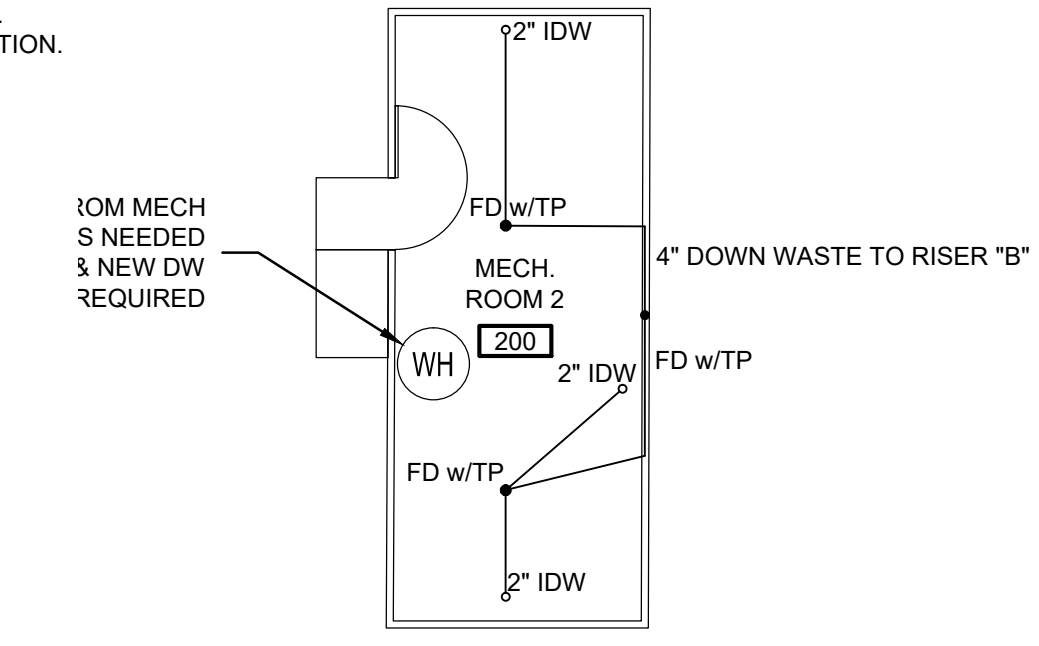 TION.
2" IDW
FD w/TP
ROM MECH
S NEEDED
& NEW DW
REQUIRED
4" DOWN WASTE TO RISER "B"
MECH.
ROOM 2
200
WH
2" IDW
FD w/TP
FD w/TP
2" IDW